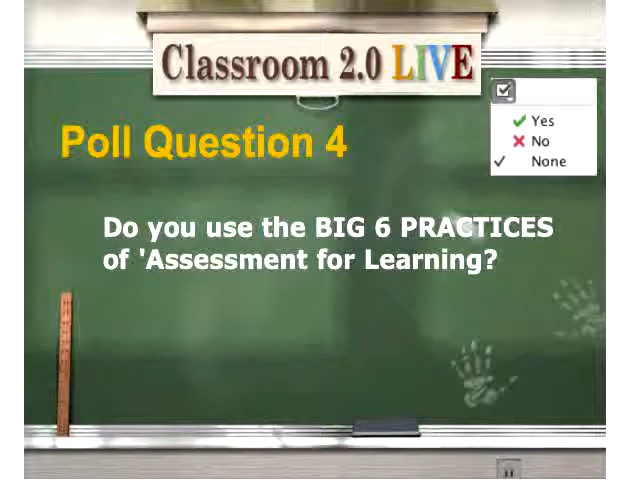 Classroom 2.0 LIVE
Yes
No
None
Poll Question 4
Do you use the BIG 6 PRACTICES
of 'Assessment for Learning?